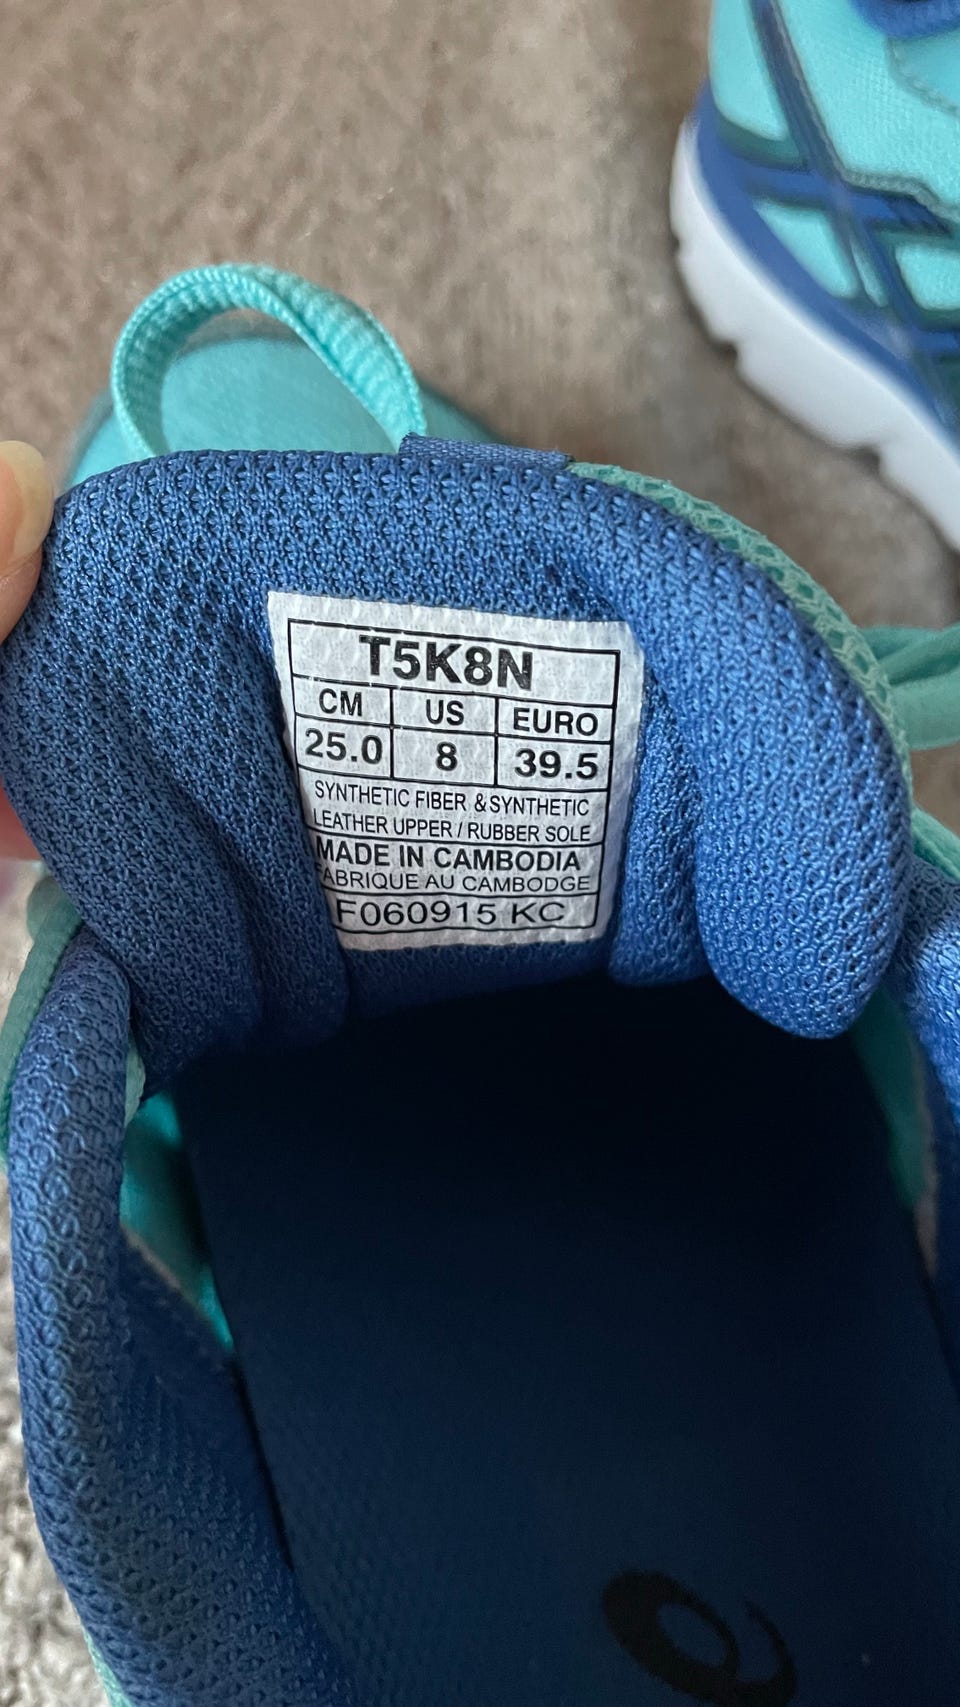 T5K8N
CM US EURO
25.0 8 39.5
SYNTHETIC FIBER & SYNTHETIC
LEATHER UPPER / RUBBER SOLE
MADE IN CAMBODIA
FABRIQUE AU CAMBODGE
F060915 KC